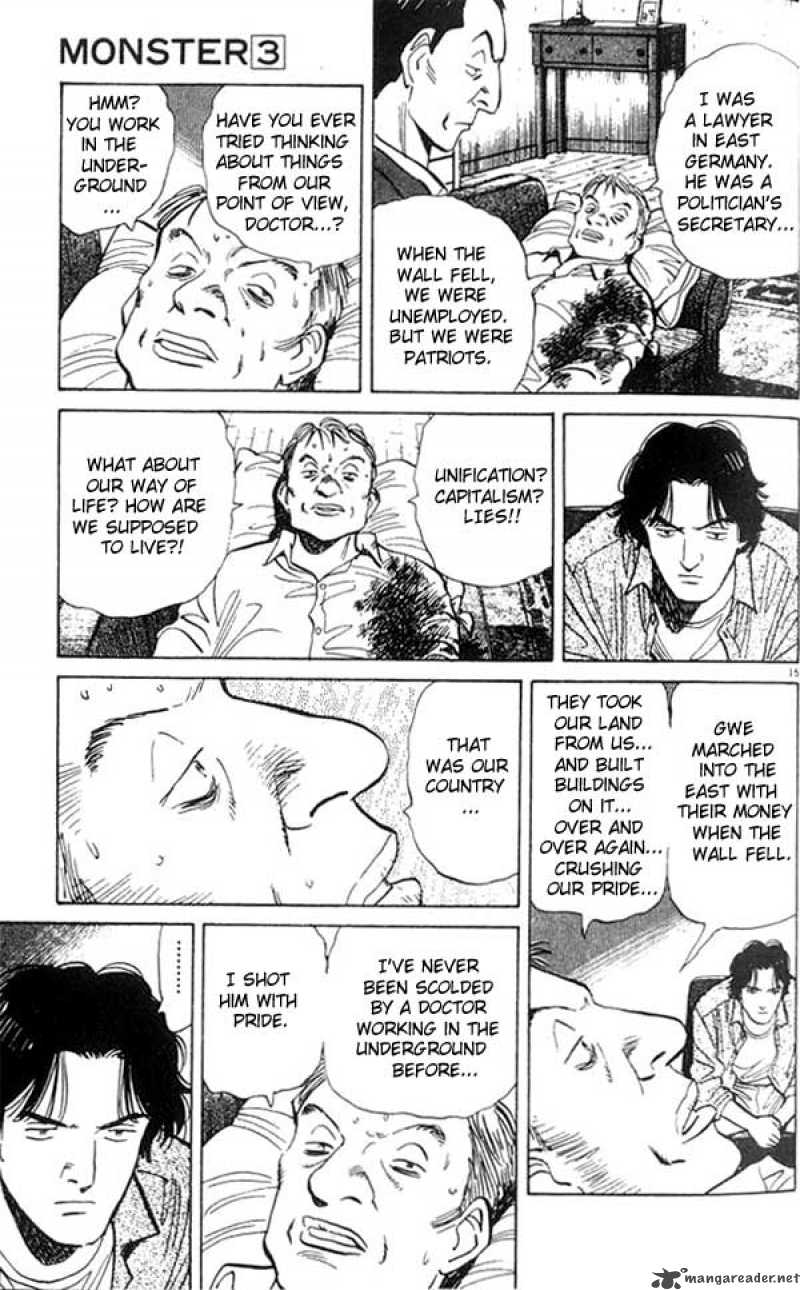 MONSTER 3
I WAS
A LAWYER
IN EAST
GERMANY.
HE WAS A
POLITICIAN'S
SECRETARY...
WHEN THE
WALL FELL,
WE WERE
UNEMPLOYED.
BUT WE WERE
PATRIOTS.
HAVE YOU EVER
TRIED THINKING
ABOUT THINGS
FROM OUR
POINT OF VIEW,
DOCTOR...?
HMM?
YOU WORK
IN THE
UNDER-
GROUND
...
UNIFICATION?
CAPITALISM?
LIES!!
WHAT ABOUT
OUR WAY OF
LIFE? HOW ARE
WE SUPPOSED
TO LIVE?!
15
GWE
MARCHED
INTO THE
EAST WITH
THEIR MONEY
WHEN THE
WALL FELL.
THEY TOOK
OUR LAND
FROM US...
AND BUILT
BUILDINGS
ON IT...
OVER AND
OVER AGAIN...
CRUSHING
OUR PRIDE...
THAT
WAS OUR
COUNTRY
...
I'VE NEVER
BEEN SCOLDED
BY A DOCTOR
WORKING IN THE
UNDERGROUND
BEFORE...
I SHOT
HIM WITH
PRIDE.
........
mangareader.net